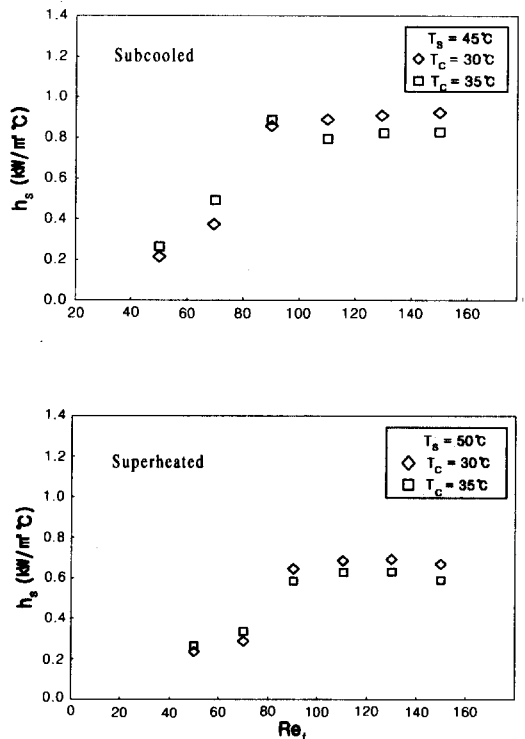 1.4
1.2
1.0
0.8
0.6
0.4
0.2
0.0
h_s (kW/㎡℃)
Subcooled
T_S = 45℃
◇ T_C = 30℃
□ T_C = 35℃
20 40 60 80 100 120 140 160
1.4
1.2
1.0
0.8
0.6
0.4
0.2
0.0
h_s (kW/㎡℃)
Superheated
T_S = 50℃
◇ T_C = 30℃
□ T_C = 35℃
0 20 40 60 80 100 120 140 160
Re_f